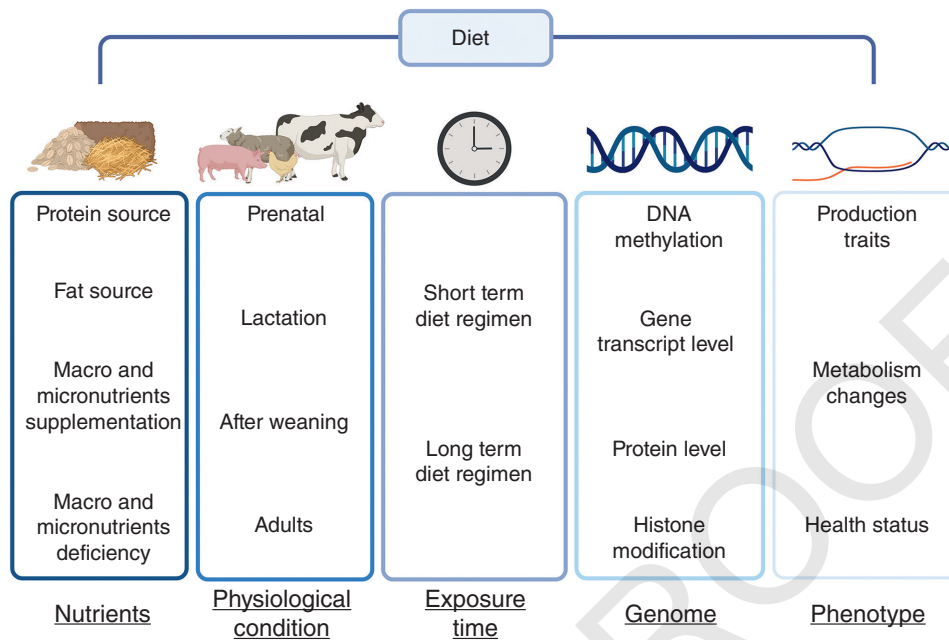 Diet
Protein source
Fat source
Macro and
micronutrients
supplementation
Macro and
micronutrients
deficiency
Nutrients
Prenatal
Lactation
After weaning
Adults
Physiological
condition
Short term
diet regimen
Long term
diet regimen
Exposure
time
DNA
methylation
Gene
transcript level
Protein level
Histone
modification
Genome
Production
traits
Metabolism
changes
Health status
Phenotype
PROOF